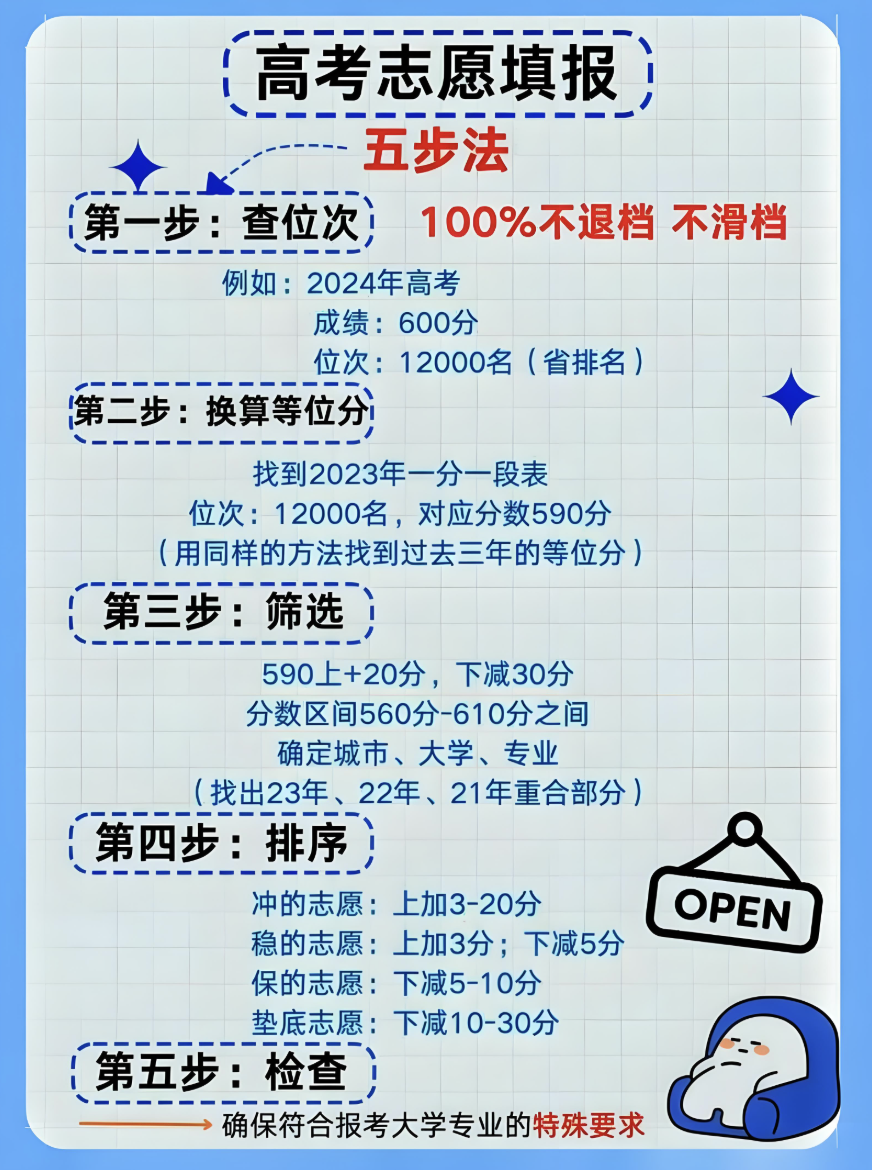 高考志愿填报
五步法
第一步：查位次
100%不退档 不滑档
例如：2024年高考
成绩：600分
位次：12000名（省排名）
第二步：换算等位分
找到2023年一分一段表
位次：12000名，对应分数590分
（用同样的方法找到过去三年的等位分）
第三步：筛选
590上+20分，下减30分
分数区间560分-610分之间
确定城市、大学、专业
（找出23年、22年、21年重合部分）
第四步：排序
冲的志愿：上加3-20分
稳的志愿：上加3分；下减5分
保的志愿：下减5-10分
垫底志愿：下减10-30分
OPEN
第五步：检查
确保符合报考大学专业的特殊要求